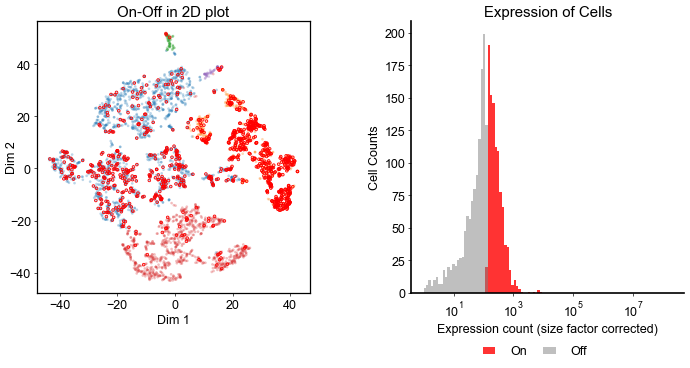 On-Off in 2D plot
40
20
0
−20
−40
Dim 2
−40 −20 0 20 40
Dim 1
Expression of Cells
200
175
150
125
100
75
50
25
0
Cell Counts
10^1 10^3 10^5 10^7
Expression count (size factor corrected)
On Off